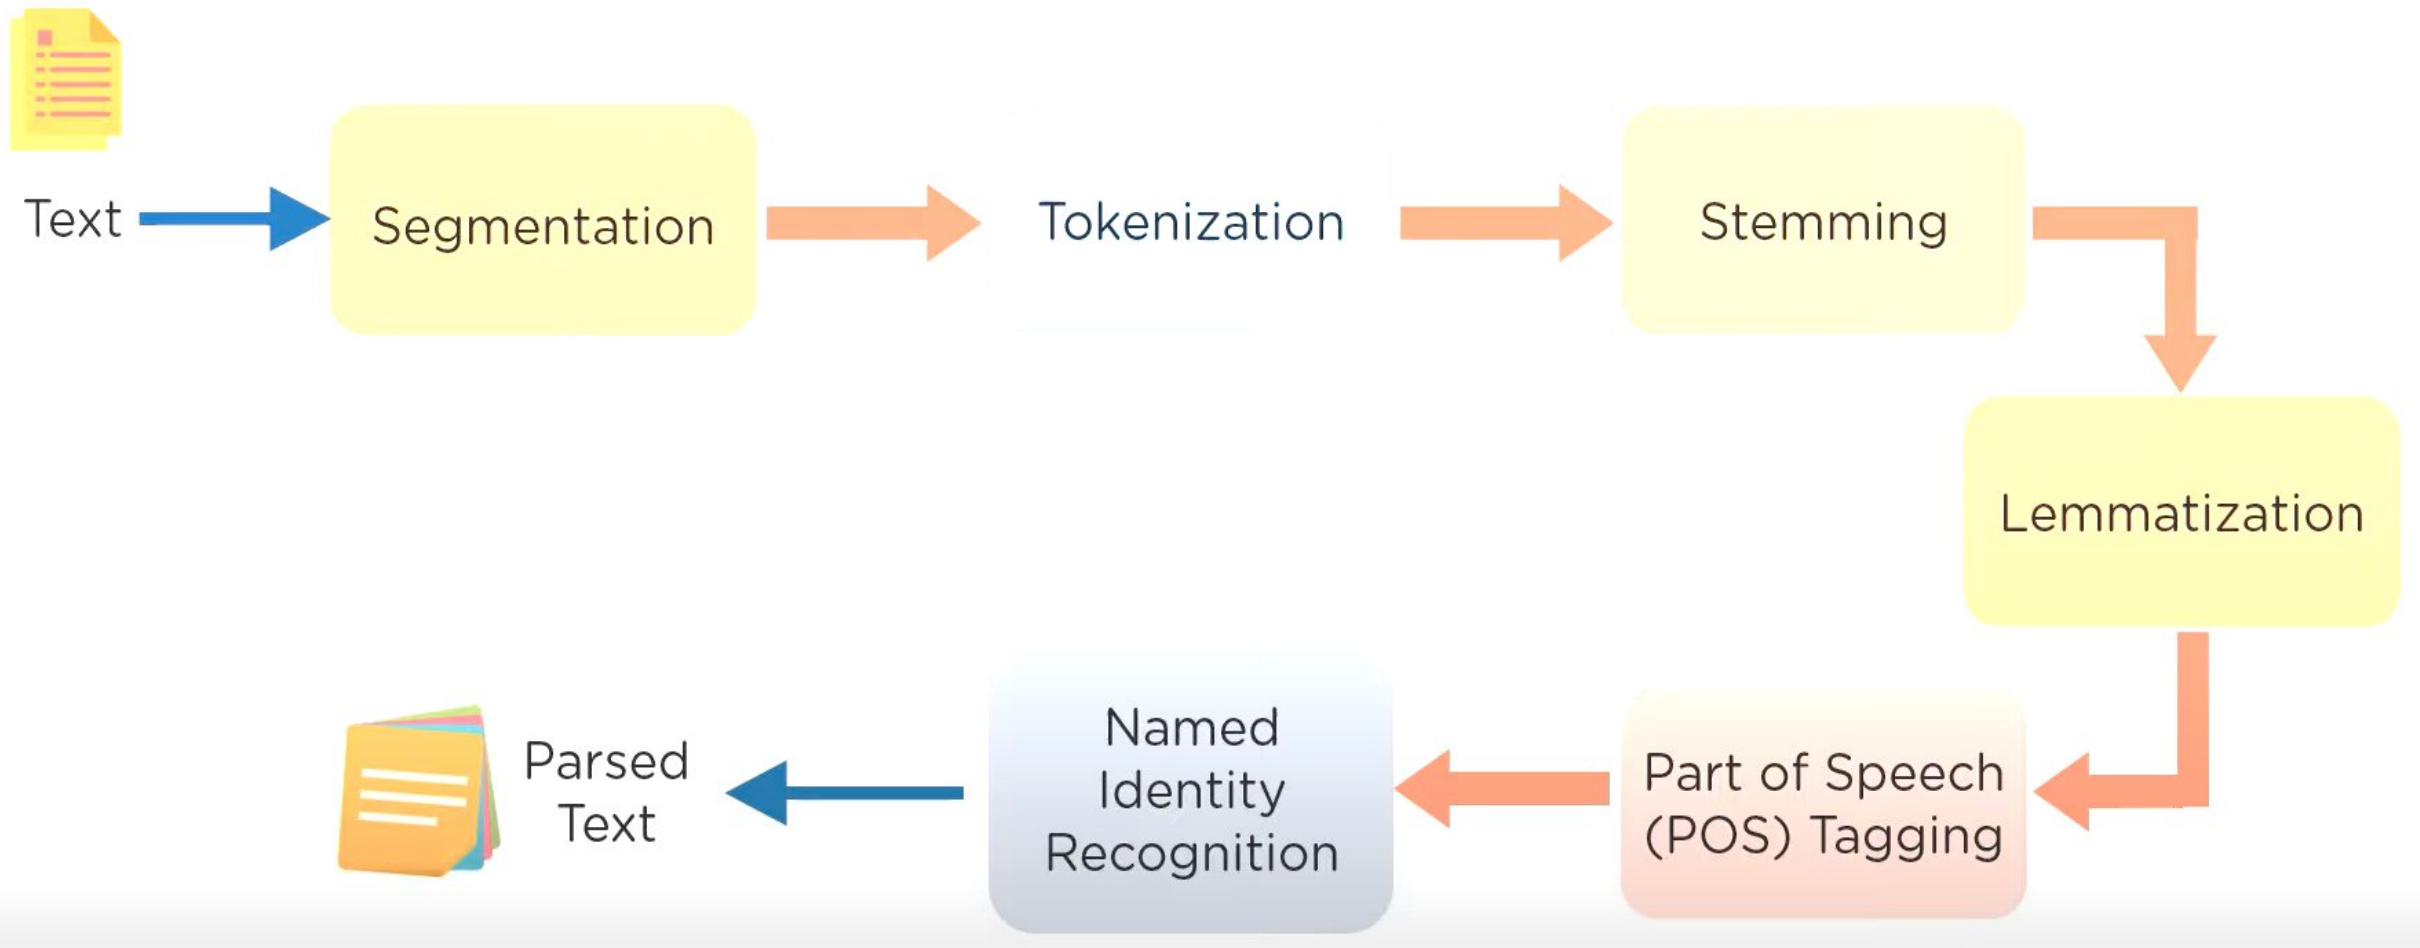 Text
Segmentation
Tokenization
Stemming
Lemmatization
Part of Speech
(POS) Tagging
Named
Identity
Recognition
Parsed
Text